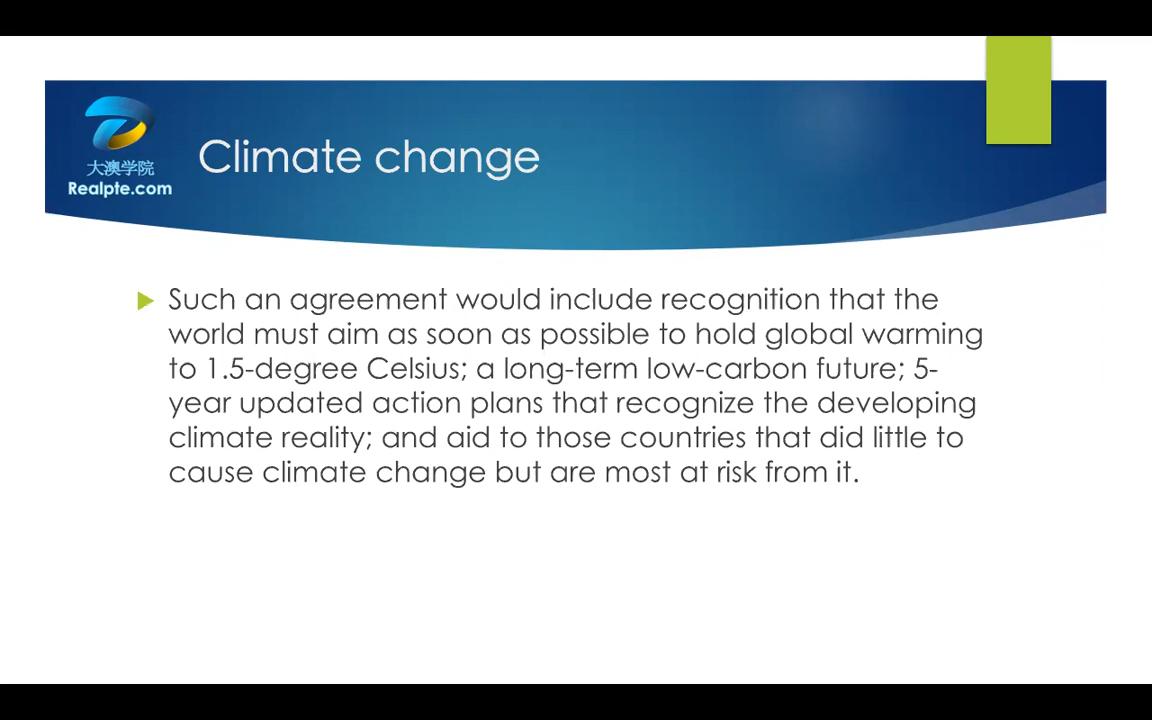 大澳学院
Realpte.com
Climate change
Such an agreement would include recognition that the
world must aim as soon as possible to hold global warming
to 1.5-degree Celsius; a long-term low-carbon future; 5-
year updated action plans that recognize the developing
climate reality; and aid to those countries that did little to
cause climate change but are most at risk from it.